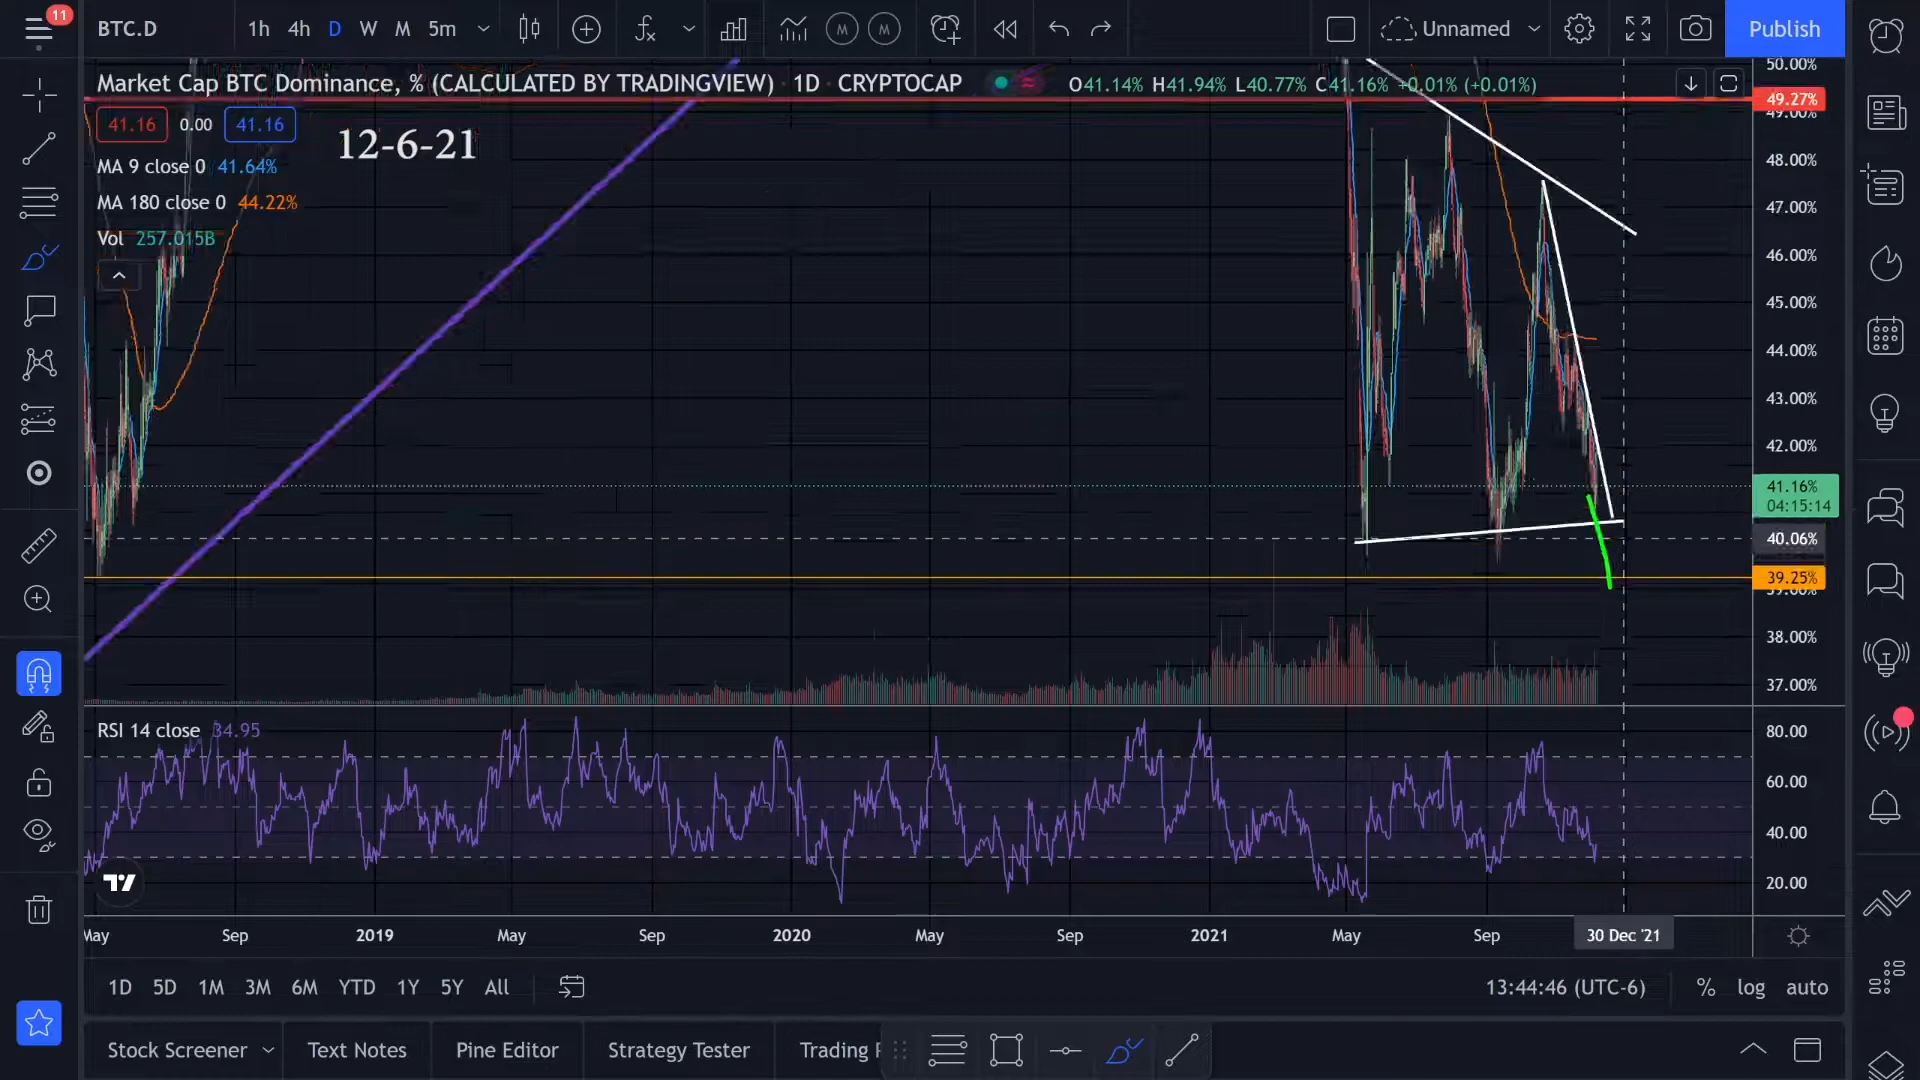 11
BTC.D
1h 4h D W M 5m
M M
Unnamed
Publish
Market Cap BTC Dominance, % (CALCULATED BY TRADINGVIEW) · 1D · CRYPTOCAP
O41.14% H41.94% L40.77% C41.16% +0.01% (+0.01%)
41.16 0.00 41.16
12-6-21
MA 9 close 0 41.64%
MA 180 close 0 44.22%
Vol 257.015B
50.00%
49.27%
49.00%
48.00%
47.00%
46.00%
45.00%
44.00%
43.00%
42.00%
41.16%
04:15:14
40.06%
39.25%
39.00%
38.00%
37.00%
RSI 14 close 34.95
80.00
60.00
40.00
20.00
May Sep 2019 May Sep 2020 May Sep 2021 May Sep 30 Dec '21
1D 5D 1M 3M 6M YTD 1Y 5Y All
13:44:46 (UTC-6) % log auto
Stock Screener Text Notes Pine Editor Strategy Tester Trading